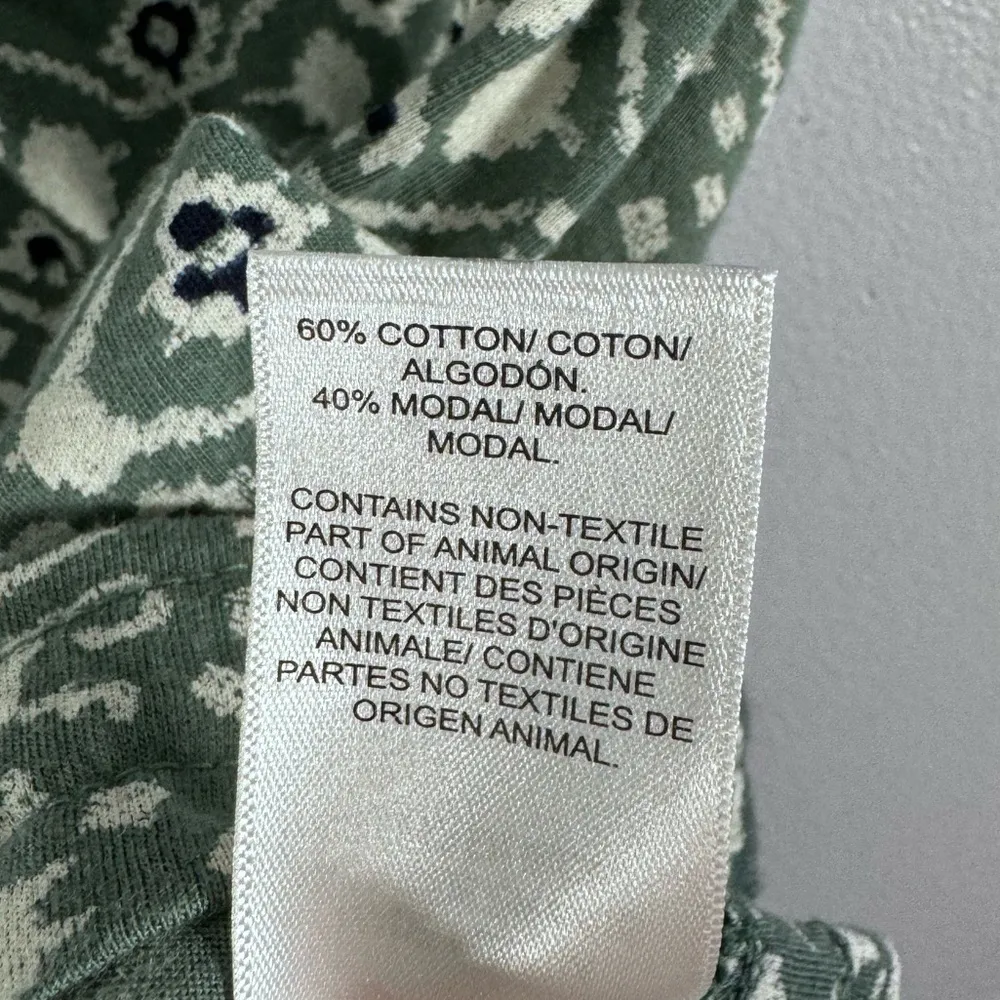 60% COTTON/ COTON/
ALGODÓN.
40% MODAL/ MODAL/
MODAL.
CONTAINS NON-TEXTILE
PART OF ANIMAL ORIGIN/
CONTIENT DES PIÈCES
NON TEXTILES D'ORIGINE
ANIMALE/ CONTIENE
PARTES NO TEXTILES DE
ORIGEN ANIMAL.